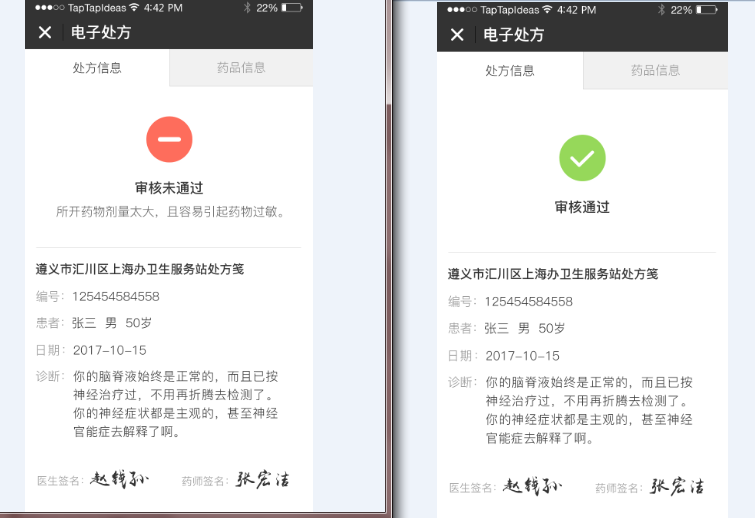 TapTapIdeas 4:42 PM 22%
电子处方
处方信息 药品信息
审核未通过
所开药物剂量太大，且容易引起药物过敏。
遵义市汇川区上海办卫生服务站处方笺
编号：125454584558
患者：张三 男 50岁
日期：2017-10-15
诊断：你的脑脊液始终是正常的，而且已按
神经治疗过，不用再折腾去检测了。
你的神经症状都是主观的，甚至神经
官能症去解释了啊。
医生签名：赵钱孙 药师签名：张宏洁
TapTapIdeas 4:42 PM 22%
电子处方
处方信息 药品信息
审核通过
遵义市汇川区上海办卫生服务站处方笺
编号：125454584558
患者：张三 男 50岁
日期：2017-10-15
诊断：你的脑脊液始终是正常的，而且已按
神经治疗过，不用再折腾去检测了。
你的神经症状都是主观的，甚至神经
官能症去解释了啊。
医生签名：赵钱孙 药师签名：张宏洁